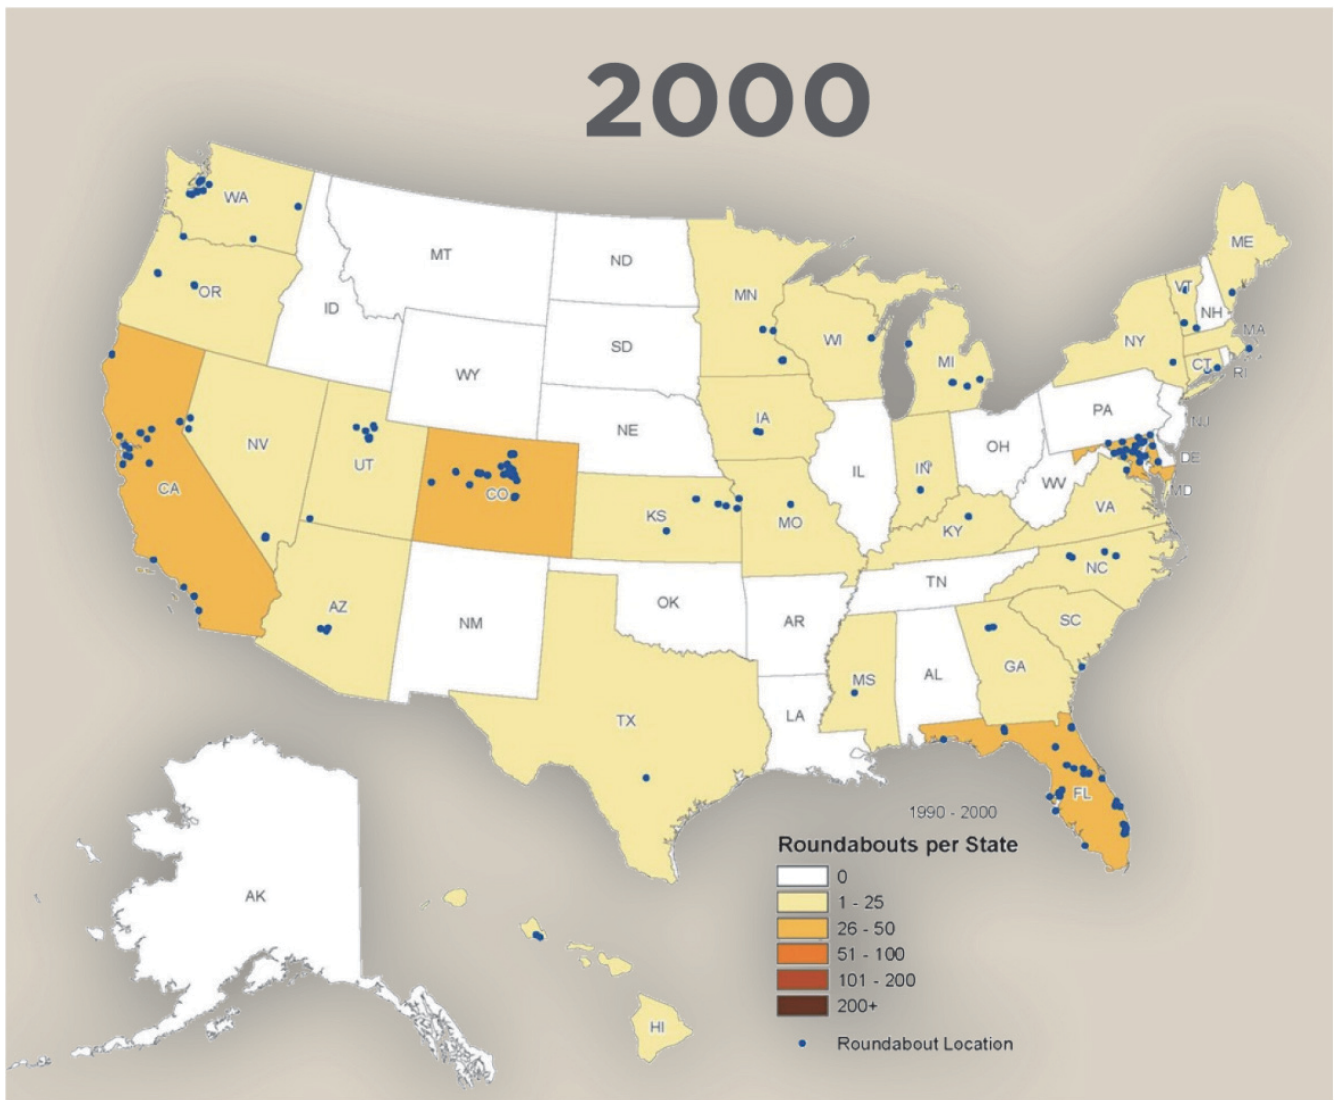 2000
WA
MT
ND
MN
ME
OR
ID
SD
WI
MI
NY
VT
NH
MA
WY
CT
RI
NV
UT
CO
NE
IA
IL
IN
OH
PA
NJ
CA
KS
MO
KY
WV
VA
DE
MD
AZ
NM
OK
AR
TN
NC
SC
TX
LA
MS
AL
GA
FL
AK
HI
1990 - 2000
Roundabouts per State
0
1 - 25
26 - 50
51 - 100
101 - 200
200+
Roundabout Location